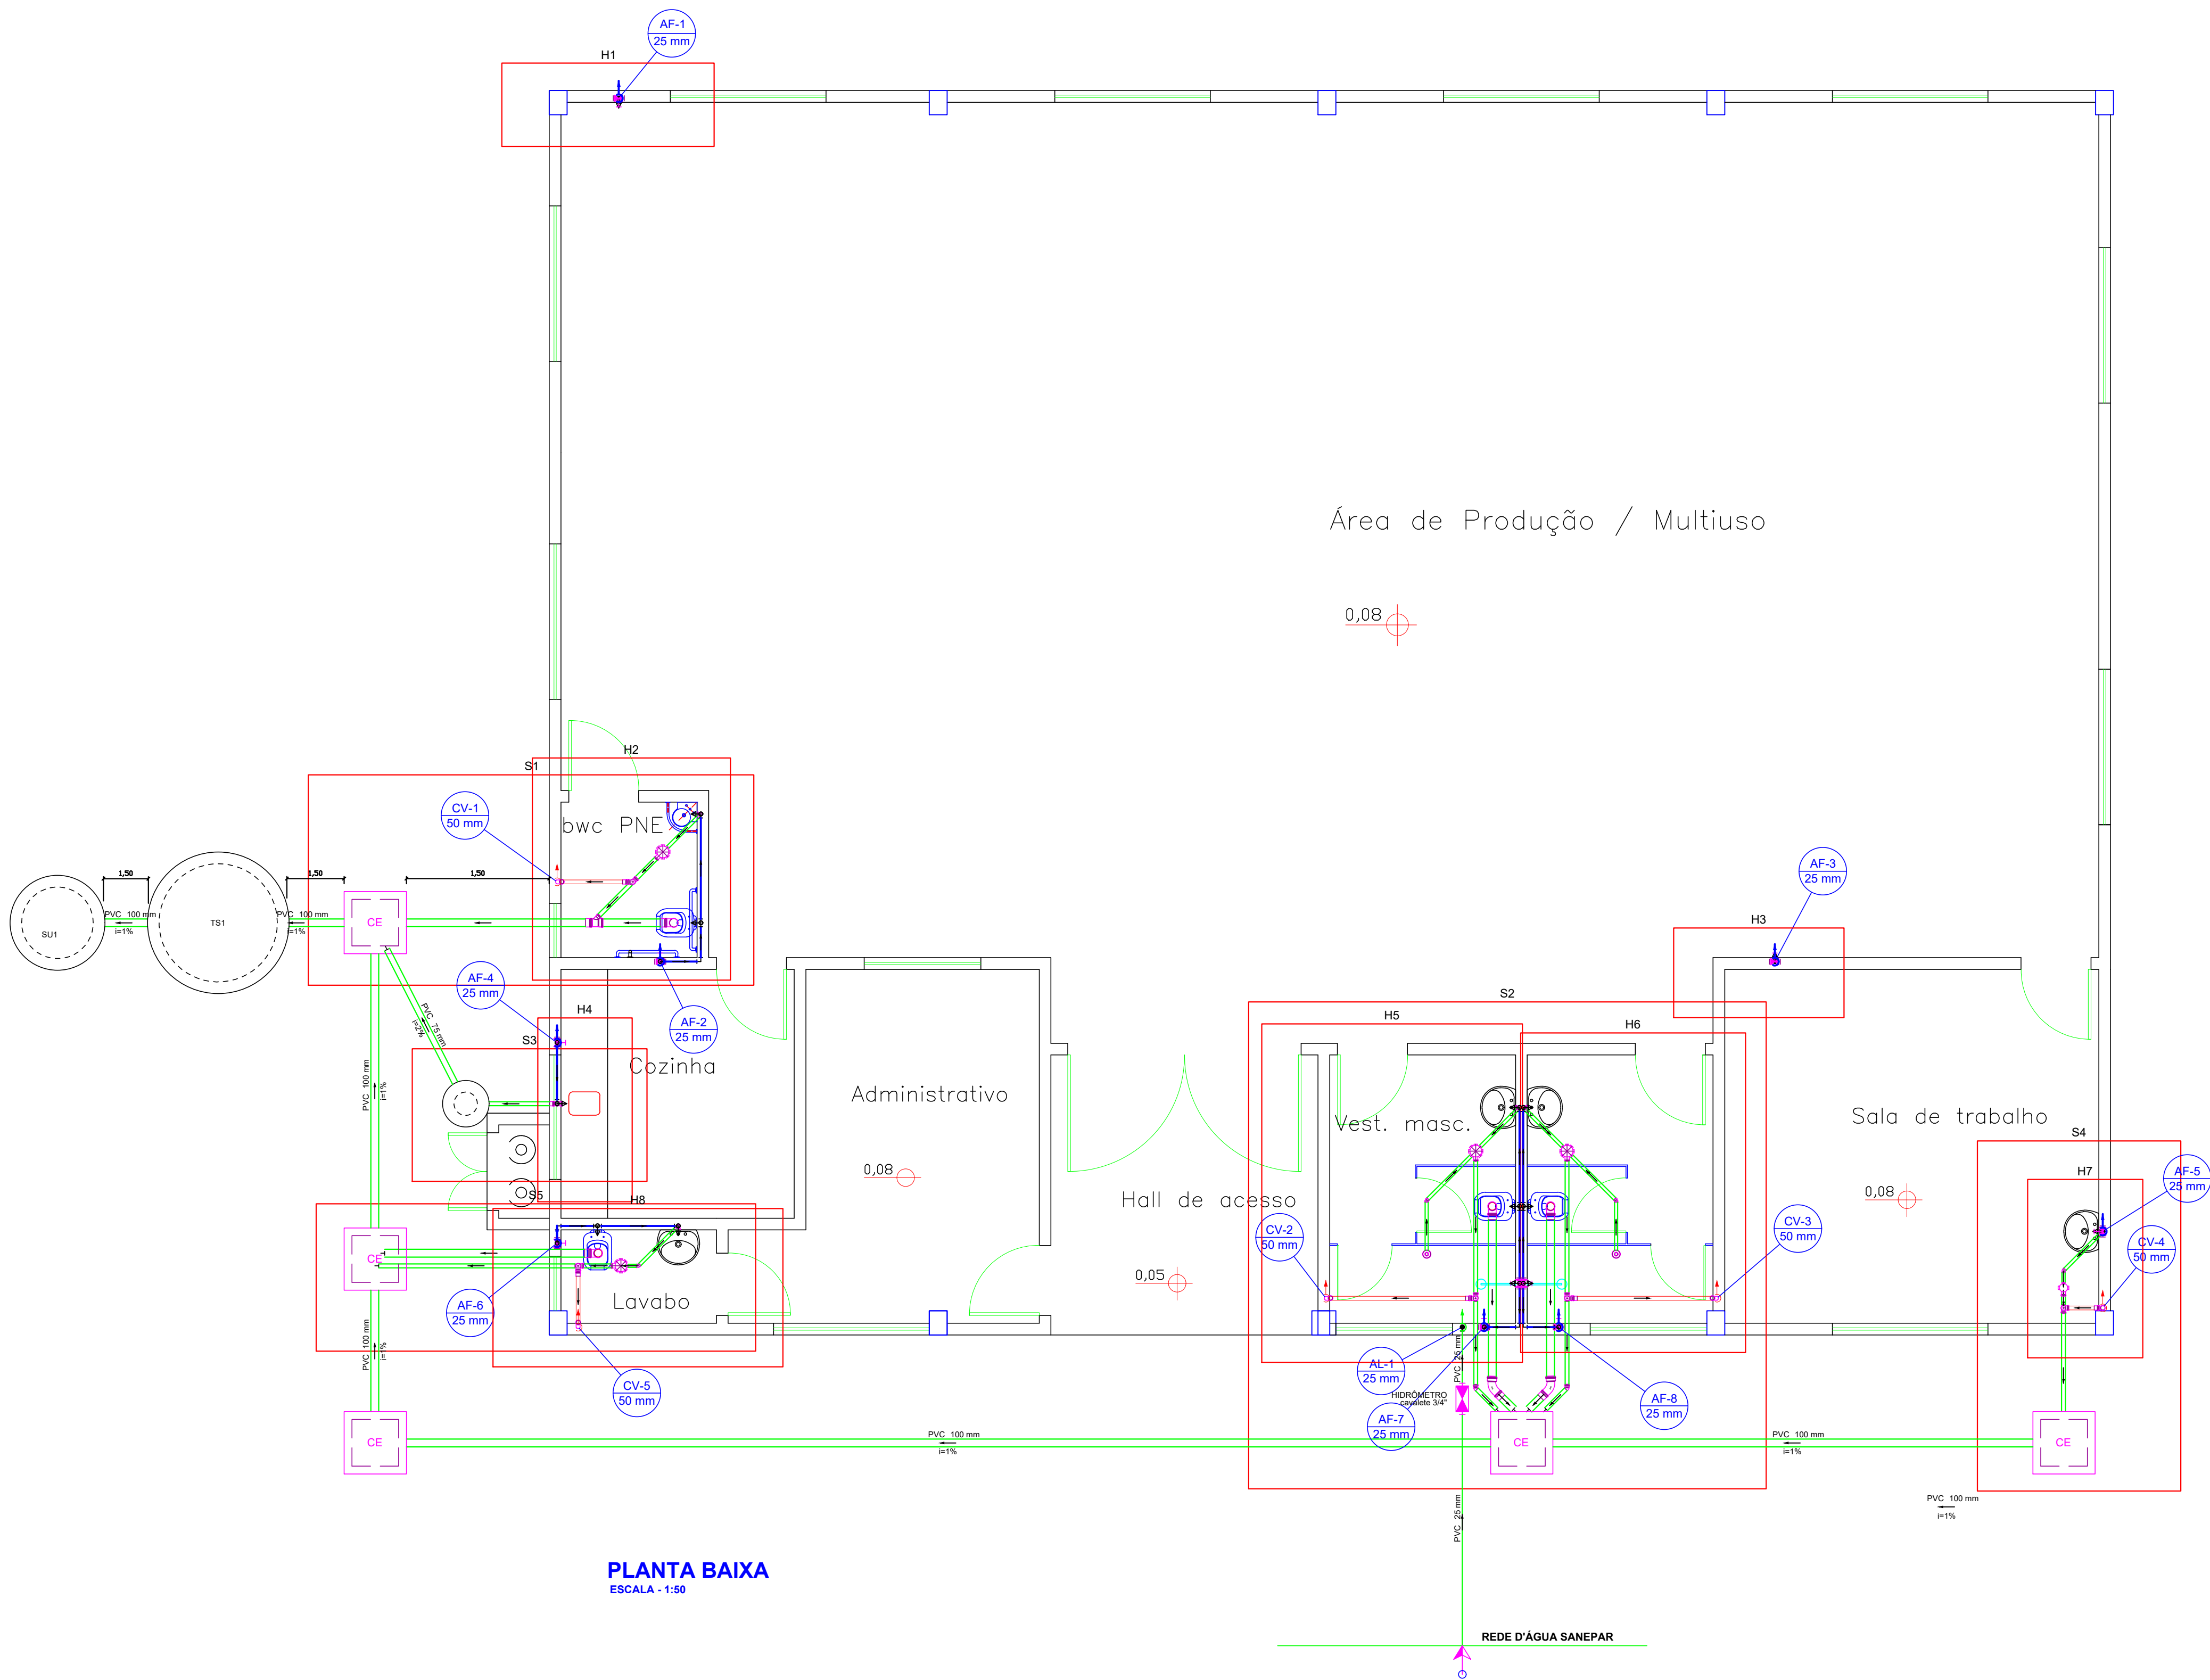 AF-1
25 mm
H1
Área de Produção / Multiuso
0,08
H2
S1
CV-1
50 mm
bwc PNE
AF-3
25 mm
1,50
1,50
1,50
PVC 100 mm
i=1%
PVC 100 mm
i=1%
SU1
TS1
CE
H3
AF-4
25 mm
AF-2
25 mm
S2
H4
H5
H6
PVC 75 mm
i=2%
S3
Cozinha
PVC 100 mm
i=1%
Administrativo
Vest. masc.
Sala de trabalho
S4
0,08
H7
AF-5
25 mm
S5
H8
Hall de acesso
0,08
CV-2
50 mm
CV-3
50 mm
CV-4
50 mm
CE
0,05
AF-6
25 mm
Lavabo
PVC 100 mm
i=1%
CV-5
50 mm
AL-1
25 mm
PVC 25 mm
HIDRÔMETRO
cavalete 3/4"
AF-7
25 mm
AF-8
25 mm
CE
PVC 100 mm
i=1%
CE
PVC 100 mm
i=1%
CE
PVC 100 mm
i=1%
PVC 25 mm
PLANTA BAIXA
ESCALA - 1:50
REDE D'ÁGUA SANEPAR